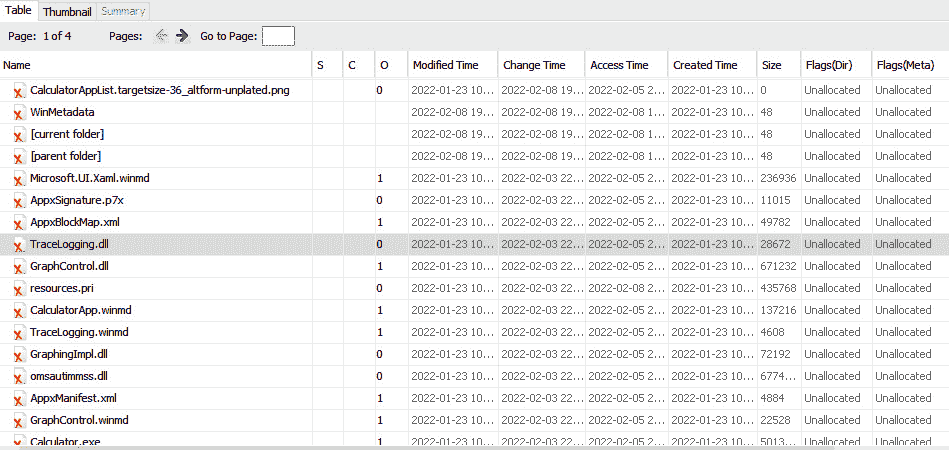 Table Thumbnail Summary
Page: 1 of 4 Pages: Go to Page:
Name S C O Modified Time Change Time Access Time Created Time Size Flags(Dir) Flags(Meta)
CalculatorAppList.targetsize-36_altform-unplated.png 0 2022-01-23 10... 2022-02-08 19... 2022-02-05 2... 2022-01-23 10... 0 Unallocated Unallocated
WinMetadata 2022-02-08 19... 2022-02-08 19... 2022-02-08 1... 2022-01-23 10... 48 Unallocated Unallocated
[current folder] 2022-02-08 19... 2022-02-08 19... 2022-02-08 1... 2022-01-23 10... 48 Unallocated Unallocated
[parent folder] 2022-02-08 19... 2022-02-08 19... 2022-02-08 1... 2022-01-23 10... 48 Unallocated Unallocated
Microsoft.UI.Xaml.winmd 1 2022-01-23 10... 2022-02-03 22... 2022-02-05 2... 2022-01-23 10... 236936 Unallocated Unallocated
AppxSignature.p7x 0 2022-01-23 10... 2022-02-03 22... 2022-02-05 2... 2022-01-23 10... 11015 Unallocated Unallocated
AppxBlockMap.xml 1 2022-01-23 10... 2022-02-03 22... 2022-02-05 2... 2022-01-23 10... 49782 Unallocated Unallocated
TraceLogging.dll 0 2022-01-23 10... 2022-02-03 22... 2022-02-05 2... 2022-01-23 10... 28672 Unallocated Unallocated
GraphControl.dll 1 2022-01-23 10... 2022-02-03 22... 2022-02-05 2... 2022-01-23 10... 671232 Unallocated Unallocated
resources.pri 0 2022-01-23 10... 2022-02-03 22... 2022-02-08 2... 2022-01-23 10... 435768 Unallocated Unallocated
CalculatorApp.winmd 1 2022-01-23 10... 2022-02-03 22... 2022-02-05 2... 2022-01-23 10... 137216 Unallocated Unallocated
TraceLogging.winmd 1 2022-01-23 10... 2022-02-03 22... 2022-02-05 2... 2022-01-23 10... 4608 Unallocated Unallocated
GraphingImpl.dll 0 2022-01-23 10... 2022-02-03 22... 2022-02-05 2... 2022-01-23 10... 72192 Unallocated Unallocated
omsautimmss.dll 0 2022-01-23 10... 2022-02-03 22... 2022-02-05 2... 2022-01-23 10... 6774... Unallocated Unallocated
AppxManifest.xml 1 2022-01-23 10... 2022-02-03 22... 2022-02-05 2... 2022-01-23 10... 4884 Unallocated Unallocated
GraphControl.winmd 1 2022-01-23 10... 2022-02-03 22... 2022-02-05 2... 2022-01-23 10... 22528 Unallocated Unallocated
Calculator.exe 1 2022-01-23 10... 2022-02-03 22... 2022-02-05 2... 2022-01-23 10... 5013... Unallocated Unallocated